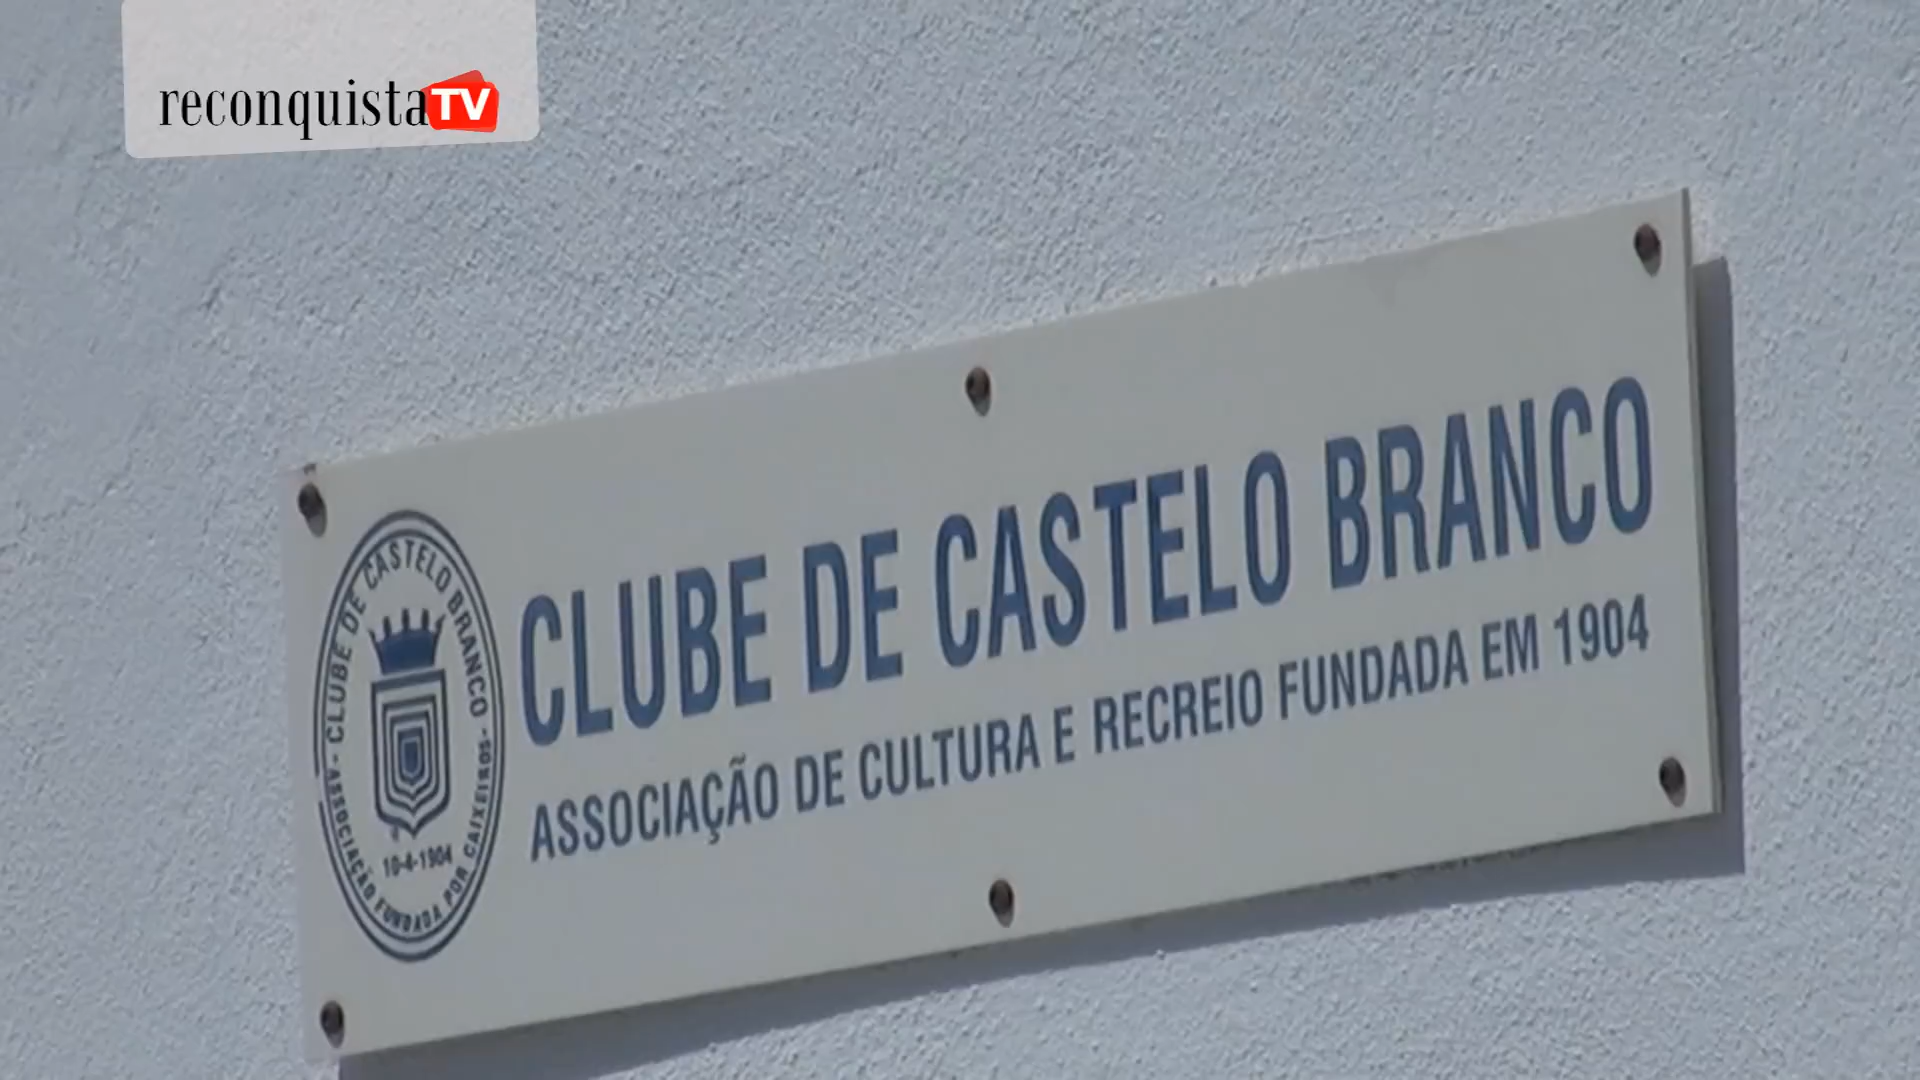 reconquistaTV
CLUBE DE CASTELO BRANCO
ASSOCIAÇÃO DE CULTURA E RECREIO FUNDADA EM 1904
- CLUBE DE CASTELO BRANCO -
10-4-1904
ASSOCIAÇÃO FUNDADA POR CAIXEIROS